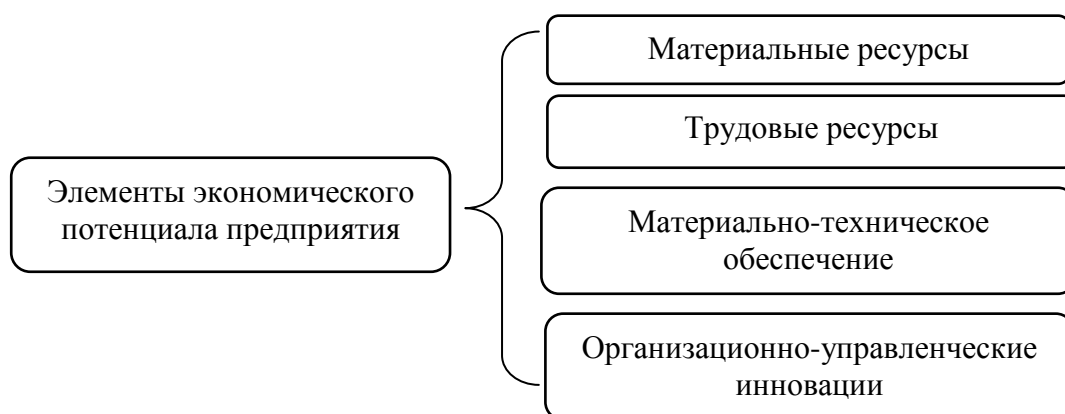 Элементы экономического
потенциала предприятия
Материальные ресурсы
Трудовые ресурсы
Материально-техническое
обеспечение
Организационно-управленческие
инновации